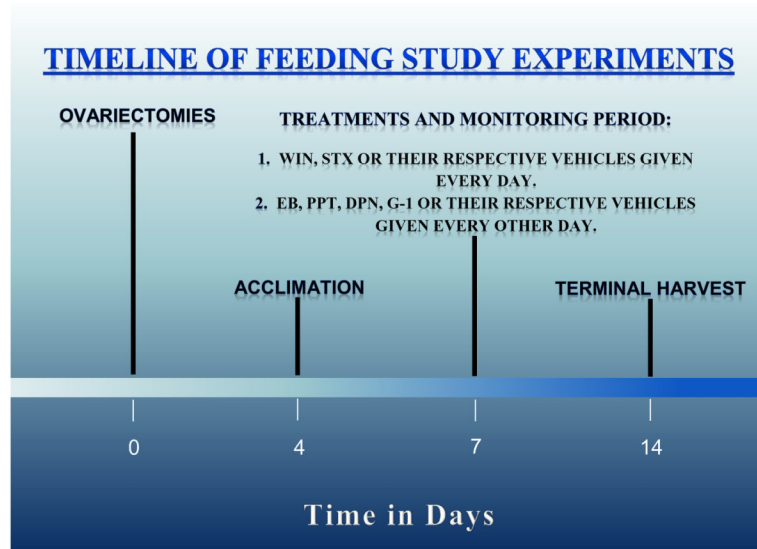 TIMELINE OF FEEDING STUDY EXPERIMENTS
OVARIECTOMIES
TREATMENTS AND MONITORING PERIOD:
1. WIN, STX OR THEIR RESPECTIVE VEHICLES GIVEN
EVERY DAY.
2. EB, PPT, DPN, G-1 OR THEIR RESPECTIVE VEHICLES
GIVEN EVERY OTHER DAY.
ACCLIMATION
TERMINAL HARVEST
0
4
7
14
Time in Days